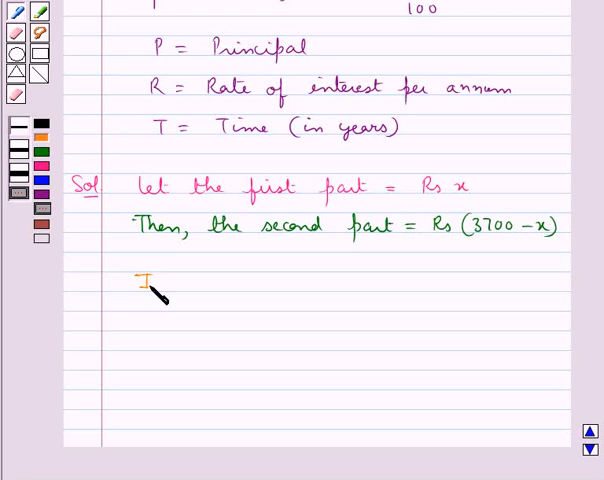 100
P = Principal
R = Rate of interest per annum
T = Time (in years)
Sol. Let the first part = Rs x
Then, the second part = Rs (3700 - x)
I